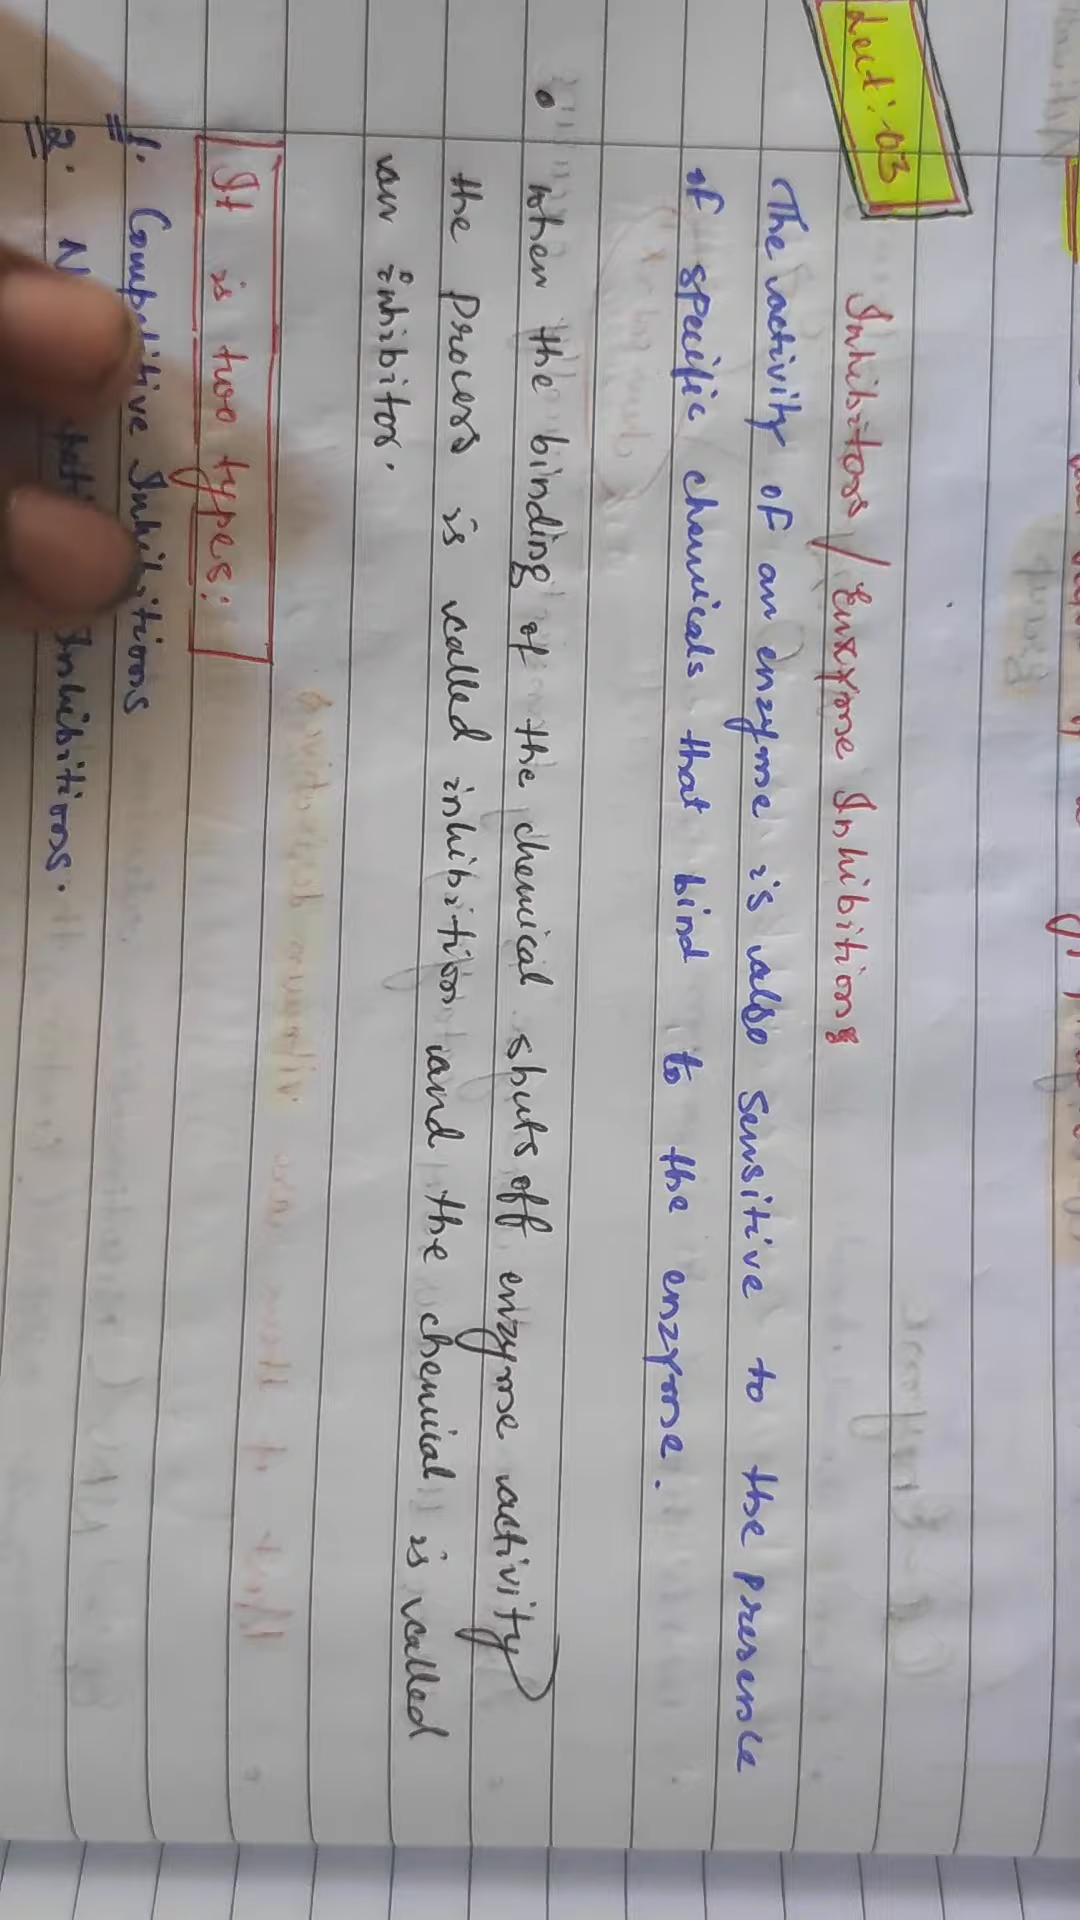 Lect:-03
Inhibitors/Enzyme Inhibitions
The activity of an enzyme is also sensitive to the presence
of specific chemicals that bind to the enzyme.
• When the binding of the chemical shuts off enzyme activity
the process is called inhibition and the chemical is called
an inhibitor.
It is two types:
1. Competitive Inhibitions
2. Inhibitions.